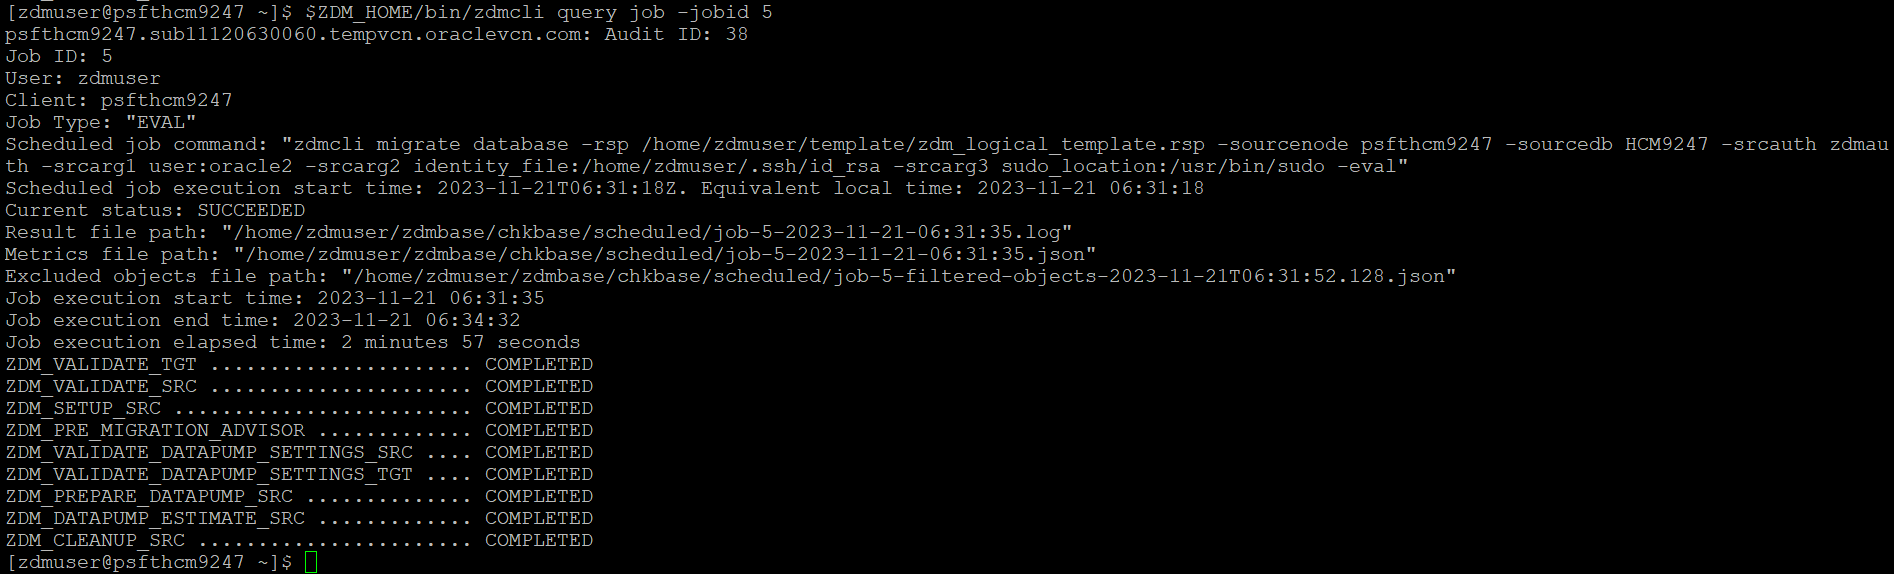 [zdmuser@psfthcm9247 ~]$ $ZDM_HOME/bin/zdmcli query job -jobid 5
psfthcm9247.sub11120630060.tempvcn.oraclevcn.com: Audit ID: 38
Job ID: 5
User: zdmuser
Client: psfthcm9247
Job Type: "EVAL"
Scheduled job command: "zdmcli migrate database -rsp /home/zdmuser/template/zdm_logical_template.rsp -sourcenode psfthcm9247 -sourcedb HCM9247 -srcauth zdmau
th -srcarg1 user:oracle2 -srcarg2 identity_file:/home/zdmuser/.ssh/id_rsa -srcarg3 sudo_location:/usr/bin/sudo -eval"
Scheduled job execution start time: 2023-11-21T06:31:18Z. Equivalent local time: 2023-11-21 06:31:18
Current status: SUCCEEDED
Result file path: "/home/zdmuser/zdmbase/chkbase/scheduled/job-5-2023-11-21-06:31:35.log"
Metrics file path: "/home/zdmuser/zdmbase/chkbase/scheduled/job-5-2023-11-21-06:31:35.json"
Excluded objects file path: "/home/zdmuser/zdmbase/chkbase/scheduled/job-5-filtered-objects-2023-11-21T06:31:52.128.json"
Job execution start time: 2023-11-21 06:31:35
Job execution end time: 2023-11-21 06:34:32
Job execution elapsed time: 2 minutes 57 seconds
ZDM_VALIDATE_TGT ...................... COMPLETED
ZDM_VALIDATE_SRC ...................... COMPLETED
ZDM_SETUP_SRC ......................... COMPLETED
ZDM_PRE_MIGRATION_ADVISOR ............. COMPLETED
ZDM_VALIDATE_DATAPUMP_SETTINGS_SRC .... COMPLETED
ZDM_VALIDATE_DATAPUMP_SETTINGS_TGT .... COMPLETED
ZDM_PREPARE_DATAPUMP_SRC .............. COMPLETED
ZDM_DATAPUMP_ESTIMATE_SRC ............. COMPLETED
ZDM_CLEANUP_SRC ....................... COMPLETED
[zdmuser@psfthcm9247 ~]$